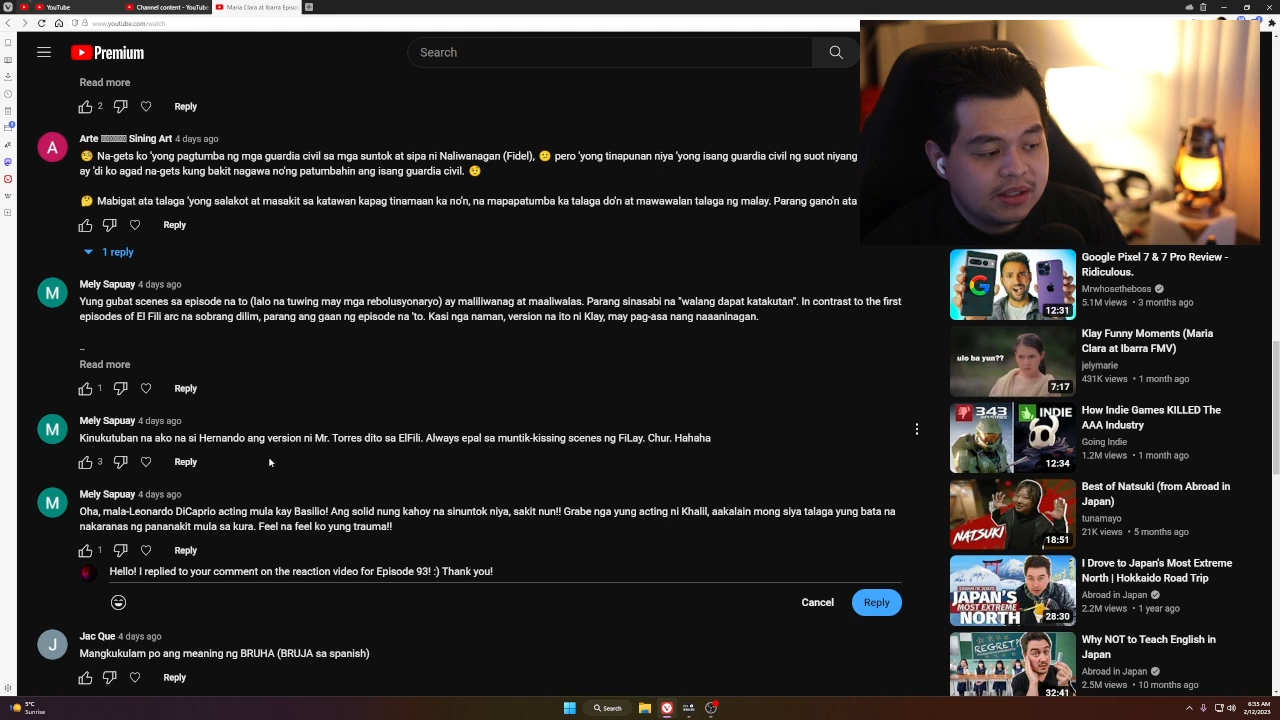 YouTube
Channel content - YouTube
Maria Clara at Ibarra Episo
www.youtube.com/watch
Premium
Search
Read more
2
Reply
A
Arte Sining Art 4 days ago
🧐 Na-gets ko 'yong pagtumba ng mga guardia civil sa mga suntok at sipa ni Naliwanagan (Fidel), 🙂 pero 'yong tinapunan niya 'yong isang guardia civil ng suot niyang
ay 'di ko agad na-gets kung bakit nagawa no'ng patumbahin ang isang guardia civil. 🙂
🤔 Mabigat ata talaga 'yong salakot at masakit sa katawan kapag tinamaan ka no'n, na mapapatumba ka talaga do'n at mawawalan talaga ng malay. Parang gano'n ata
Reply
1 reply
M
Mely Sapuay 4 days ago
Yung gubat scenes sa episode na to (lalo na tuwing may mga rebolusyonaryo) ay maliliwanag at maaliwalas. Parang sinasabi na "walang dapat katakutan". In contrast to the first
episodes of El Fili arc na sobrang dilim, parang ang gaan ng episode na 'to. Kasi nga naman, version na ito ni Klay, may pag-asa nang naaaninagan.
_
Read more
1
Reply
M
Mely Sapuay 4 days ago
Kinukutuban na ako na si Hernando ang version ni Mr. Torres dito sa ElFili. Always epal sa muntik-kissing scenes ng FiLay. Chur. Hahaha
3
Reply
M
Mely Sapuay 4 days ago
Oha, mala-Leonardo DiCaprio acting mula kay Basilio! Ang solid nung kahoy na sinuntok niya, sakit nun!! Grabe nga yung acting ni Khalil, aakalain mong siya talaga yung bata na
nakaranas ng pananakit mula sa kura. Feel na feel ko yung trauma!!
1
Reply
Hello! I replied to your comment on the reaction video for Episode 93! :) Thank you!
Cancel
Reply
J
Jac Que 4 days ago
Mangkukulam po ang meaning ng BRUHA (BRUJA sa spanish)
Reply
12:31
Google Pixel 7 & 7 Pro Review -
Ridiculous.
Mrwhosetheboss
5.1M views • 3 months ago
ulo ba yun??
7:17
Klay Funny Moments (Maria
Clara at Ibarra FMV)
jelymarie
431K views • 1 month ago
343
INDIE
12:34
How Indie Games KILLED The
AAA Industry
Going Indie
1.2M views • 1 month ago
NATSUKI
18:51
Best of Natsuki (from Abroad in
Japan)
tunamayo
21K views • 5 months ago
JAPAN'S
MOST EXTREME
NORTH
28:30
I Drove to Japan's Most Extreme
North | Hokkaido Road Trip
Abroad in Japan
2.2M views • 1 year ago
REGRET?
32:41
Why NOT to Teach English in
Japan
Abroad in Japan
2.5M views • 10 months ago
5°C
Sunrise
Search
6:35 AM
2/12/2023